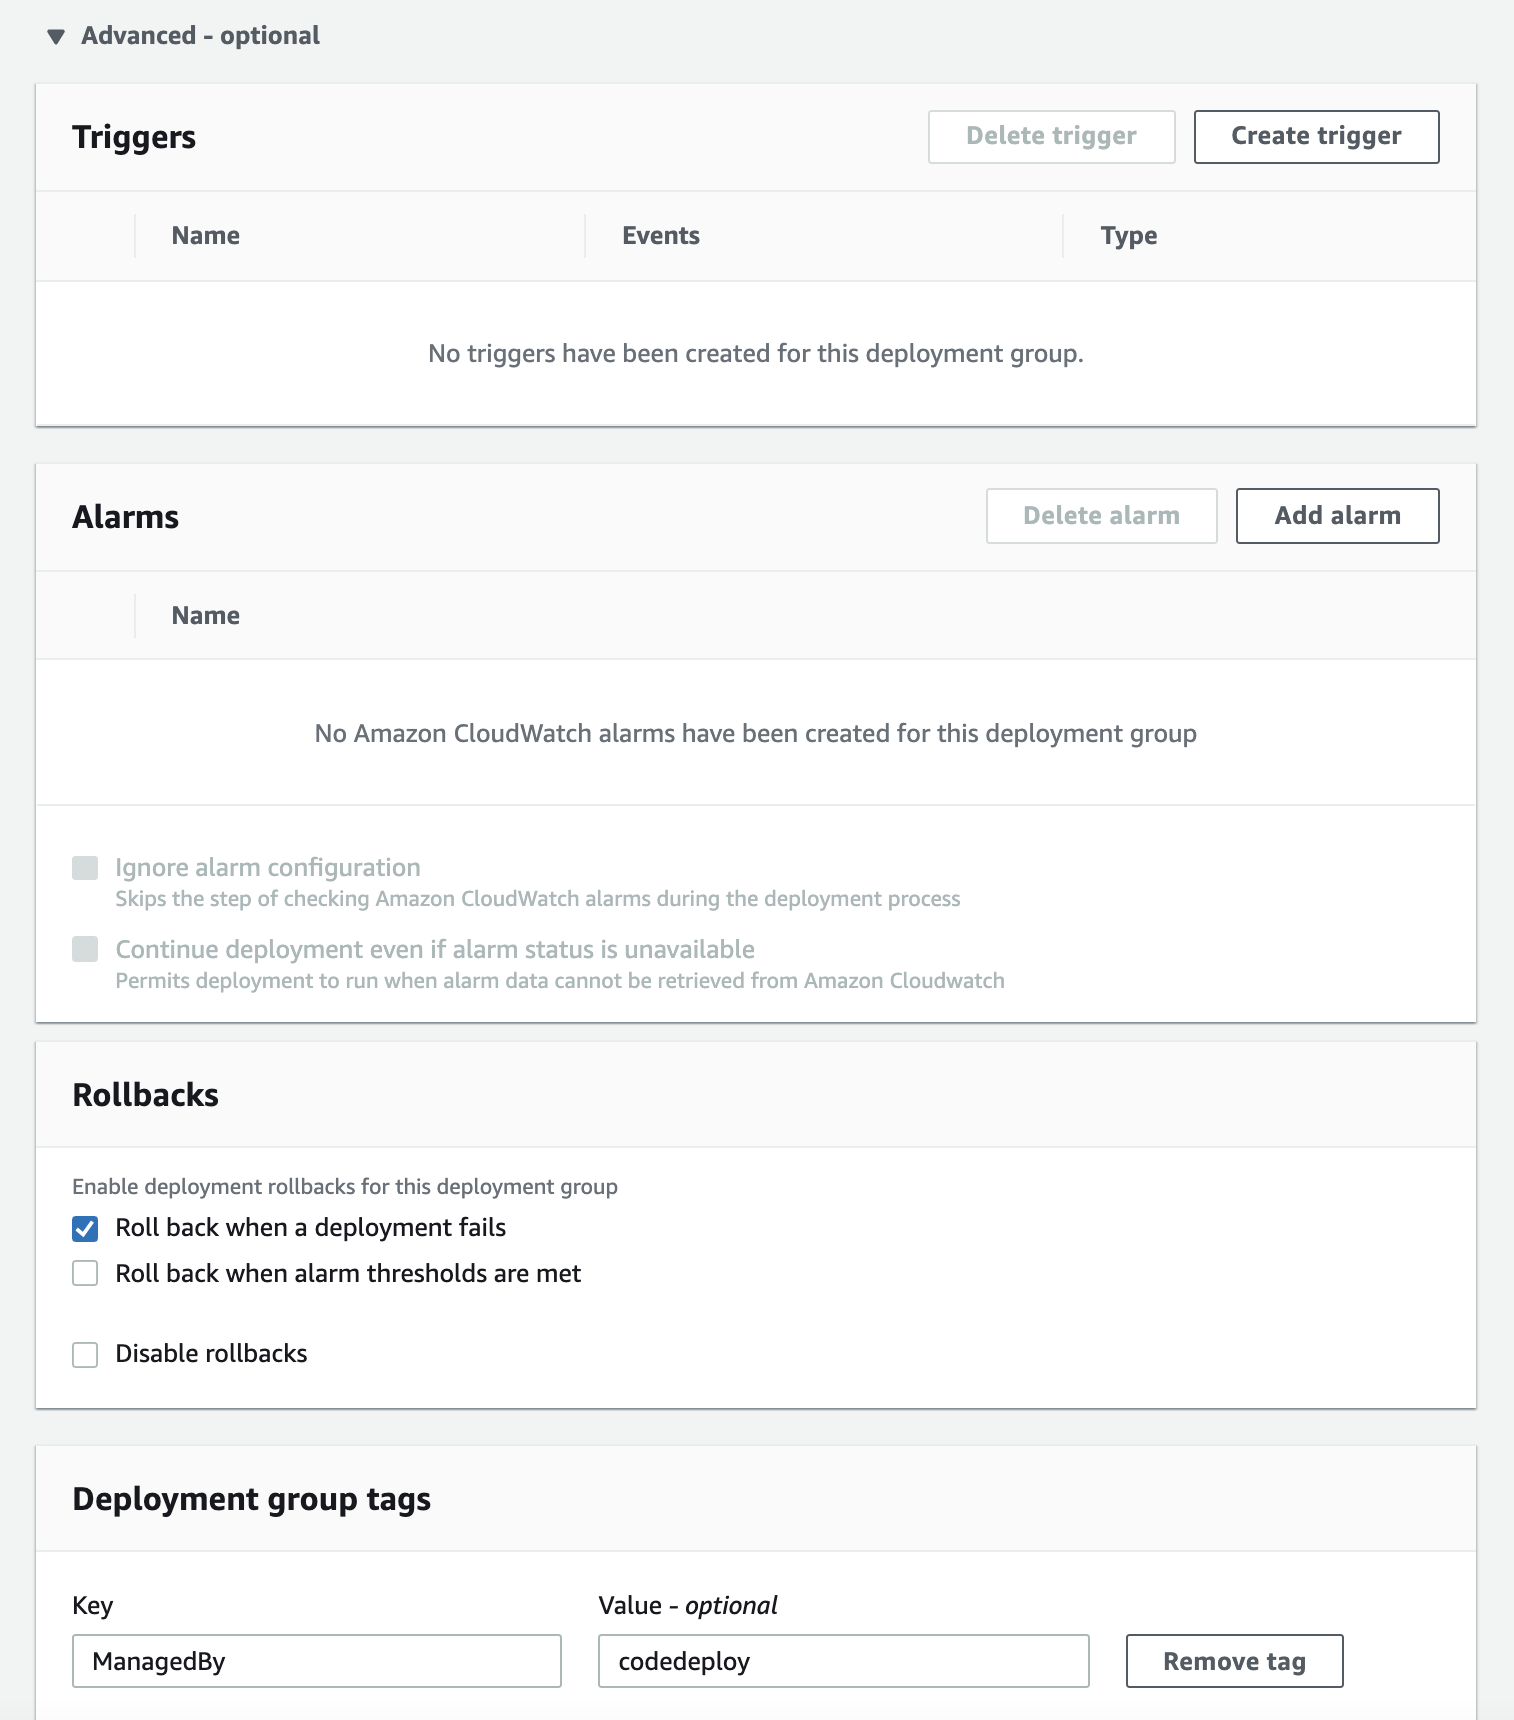 Advanced - optional
Triggers
Delete trigger
Create trigger
Name
Events
Type
No triggers have been created for this deployment group.
Alarms
Delete alarm
Add alarm
Name
No Amazon CloudWatch alarms have been created for this deployment group
Ignore alarm configuration
Skips the step of checking Amazon CloudWatch alarms during the deployment process
Continue deployment even if alarm status is unavailable
Permits deployment to run when alarm data cannot be retrieved from Amazon Cloudwatch
Rollbacks
Enable deployment rollbacks for this deployment group
Roll back when a deployment fails
Roll back when alarm thresholds are met
Disable rollbacks
Deployment group tags
Key
Value - optional
ManagedBy
codedeploy
Remove tag